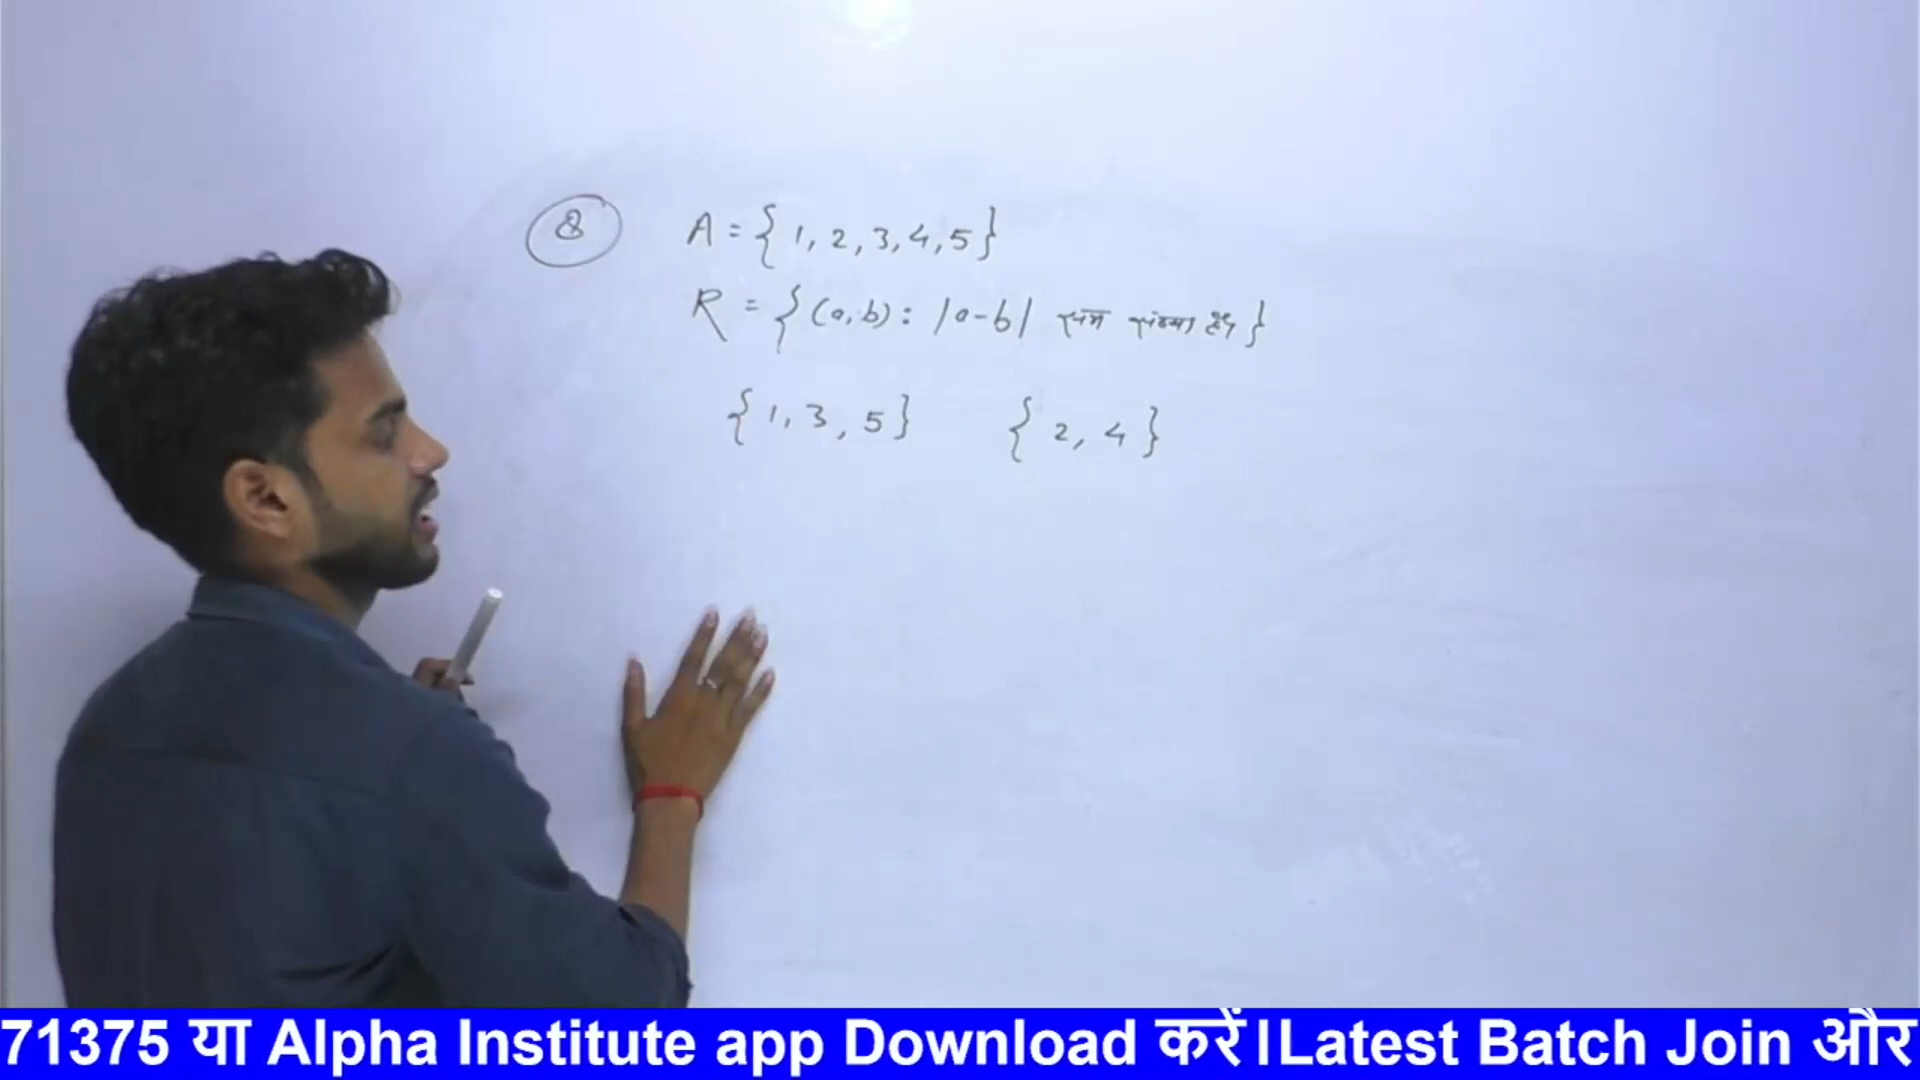 8 A = { 1, 2, 3, 4, 5 }
R = { (a, b) : |a-b| सम संख्या है }
{ 1, 3, 5 } { 2, 4 }
71375 या Alpha Institute app Download करें।Latest Batch Join और